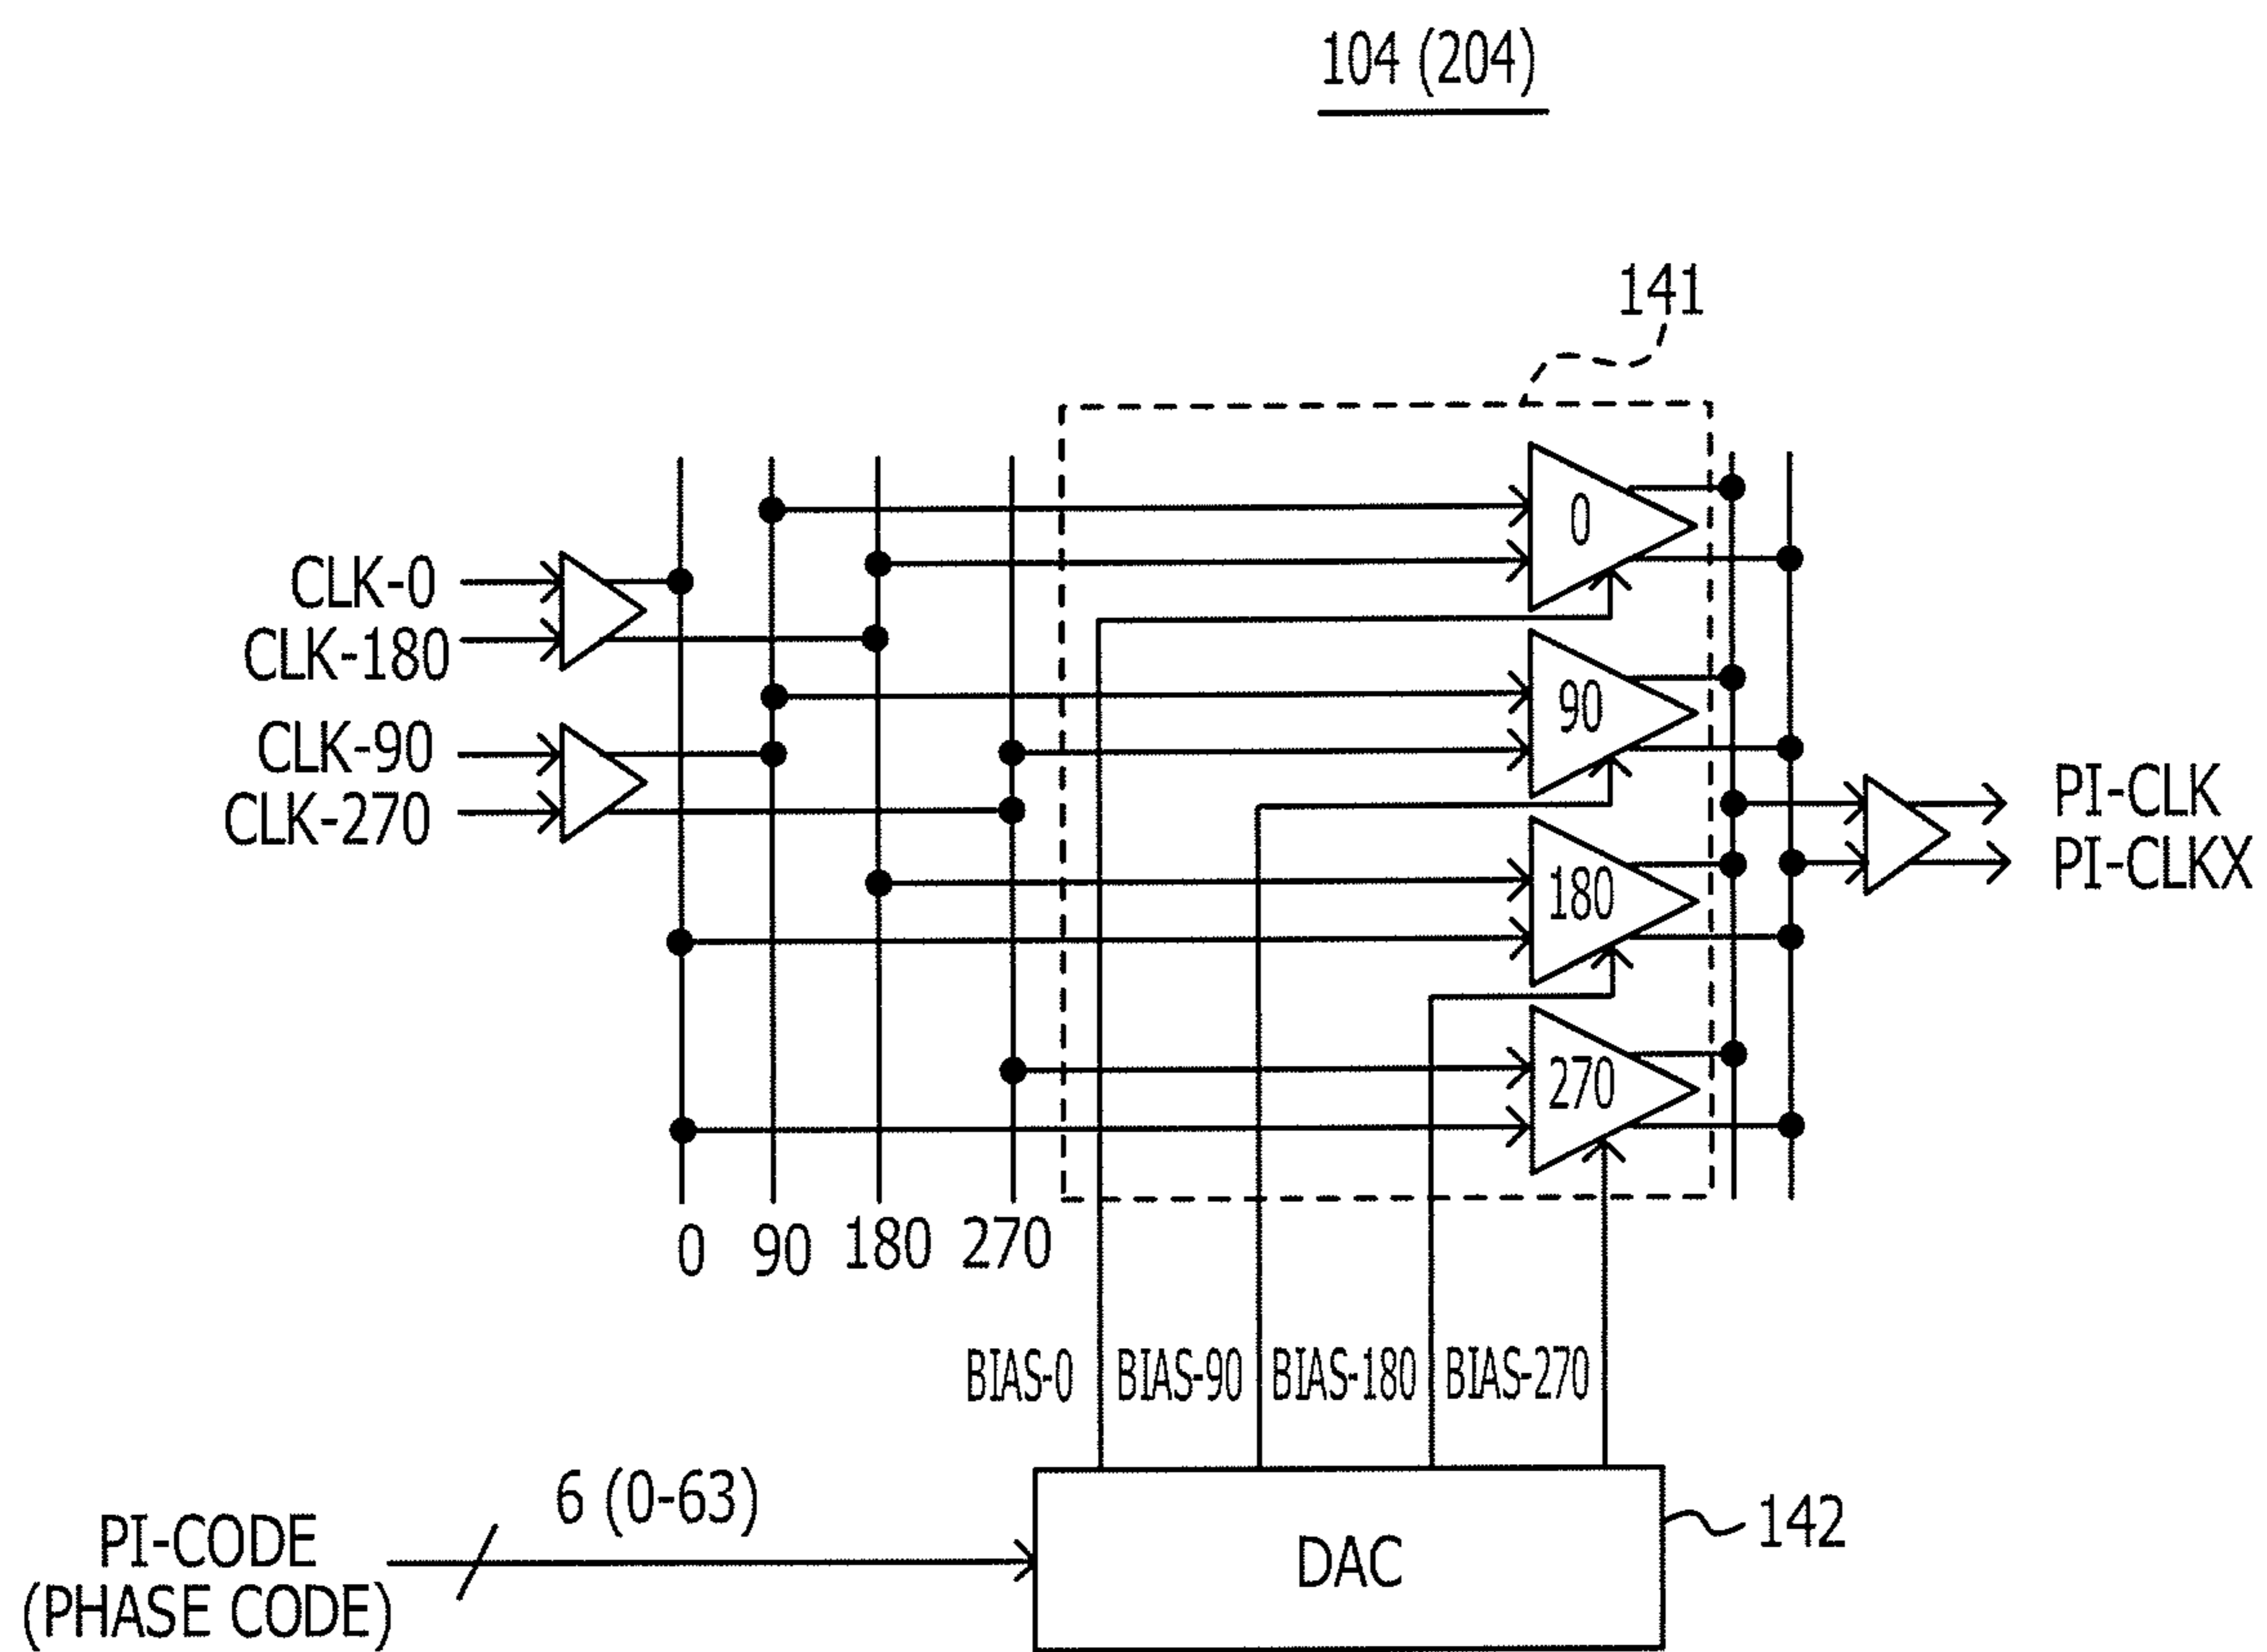 104 (204)
141
0
CLK-0
CLK-180
90
CLK-90
CLK-270
PI-CLK
PI-CLKX
180
270
0 90 180 270
BIAS-0 BIAS-90 BIAS-180 BIAS-270
6 (0-63)
PI-CODE
(PHASE CODE)
DAC
142